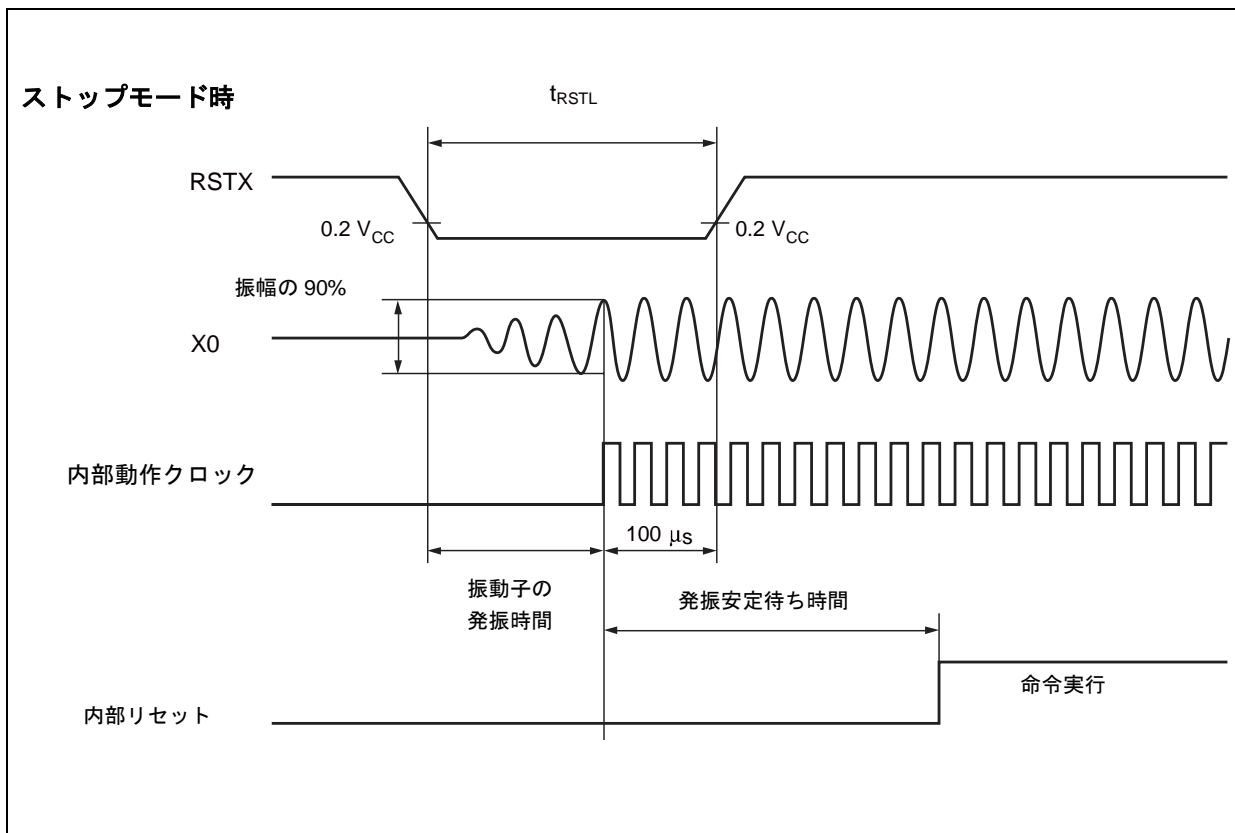 ストップモード時
tRSTL
RSTX
0.2 VCC
0.2 VCC
振幅の 90%
X0
内部動作クロック
100 μs
振動子の
発振時間
発振安定待ち時間
命令実行
内部リセット